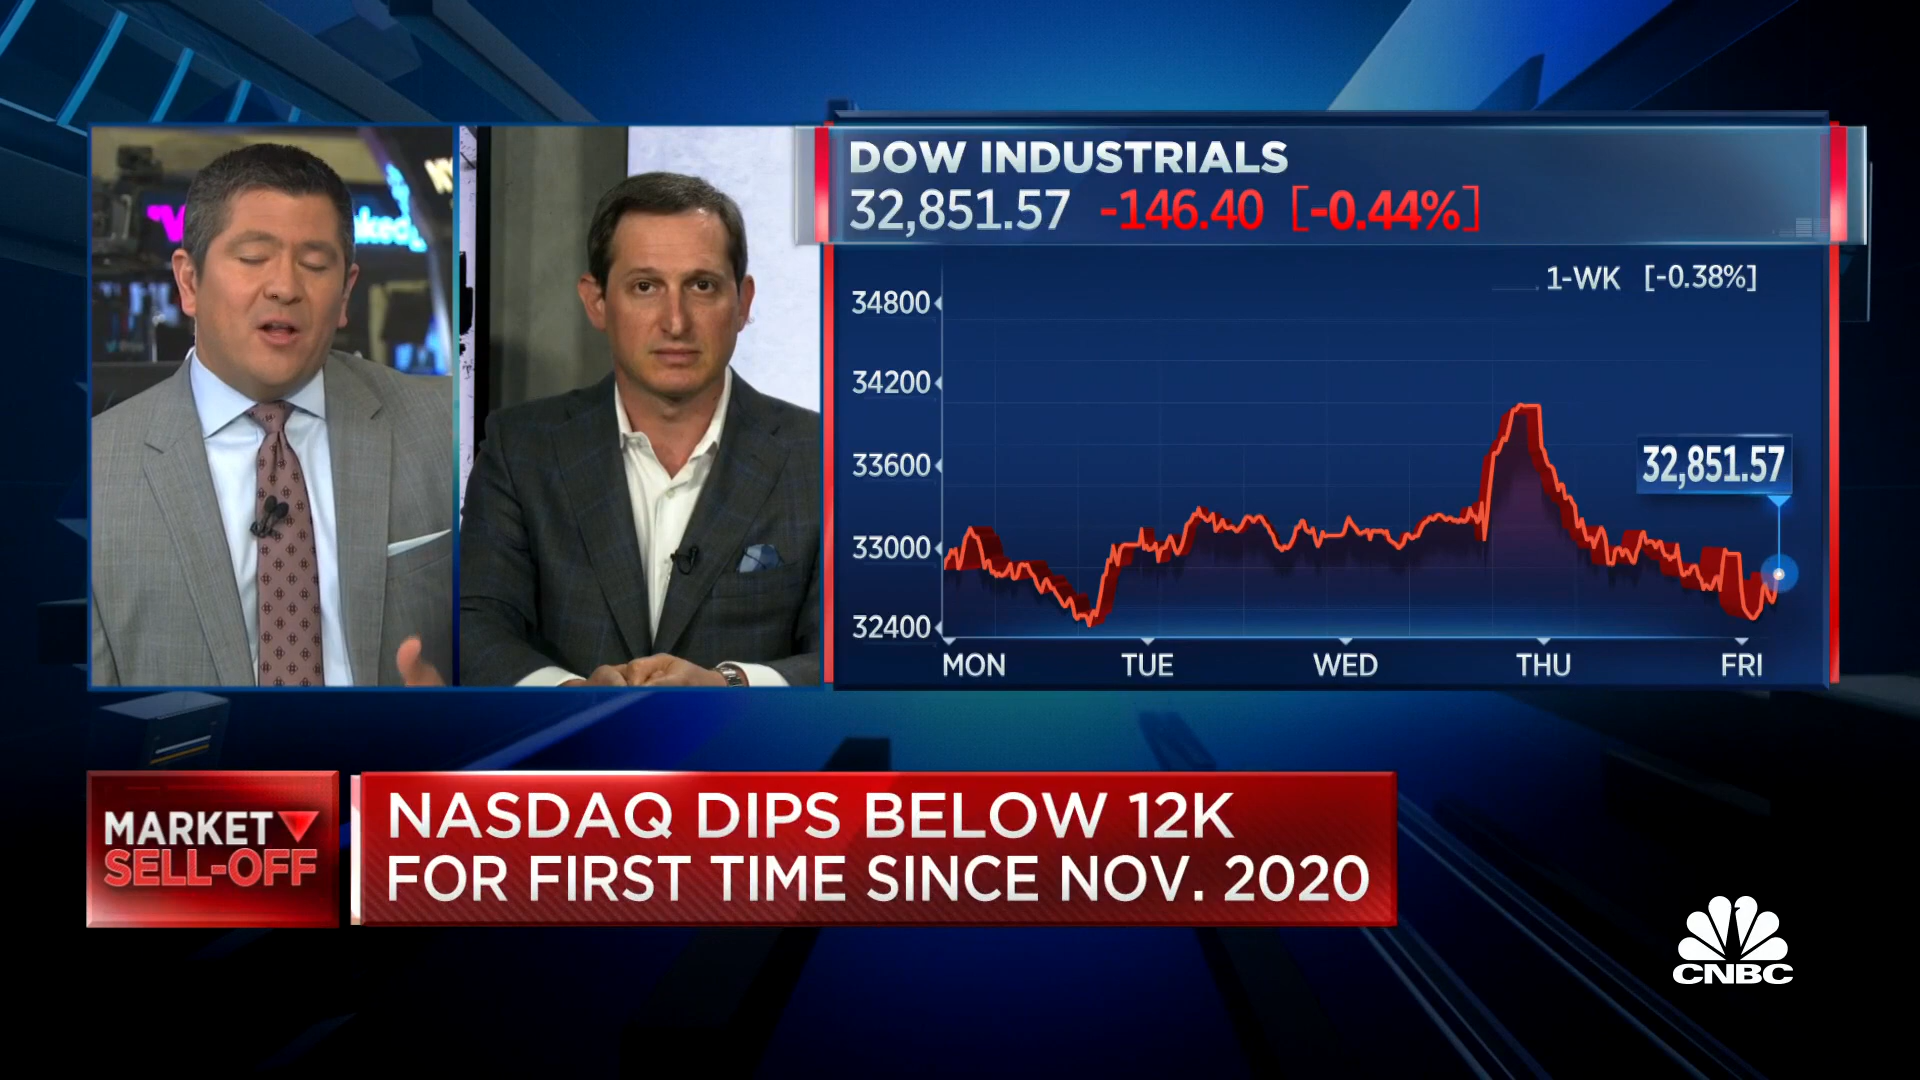 DOW INDUSTRIALS
32,851.57 -146.40 [-0.44%]
1-WK [-0.38%]
34800
34200
33600
33000
32400
32,851.57
MON TUE WED THU FRI
MARKET
SELL-OFF
NASDAQ DIPS BELOW 12K
FOR FIRST TIME SINCE NOV. 2020
CNBC